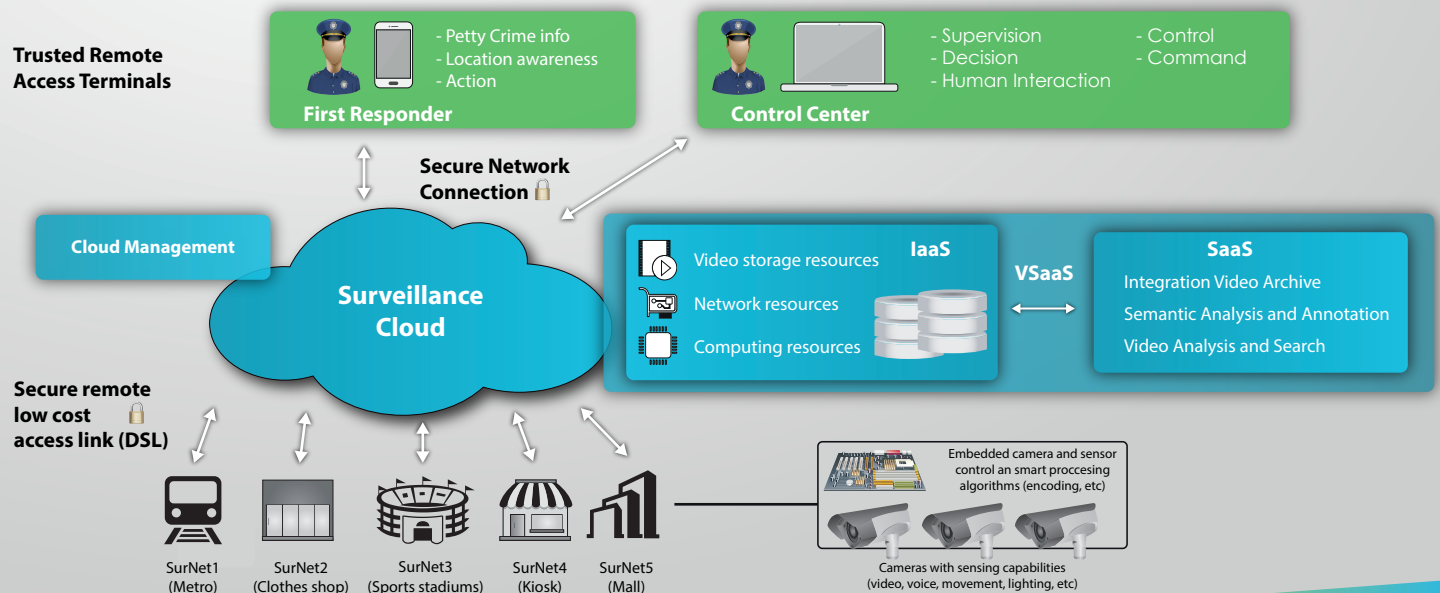 Trusted Remote
Access Terminals
- Petty Crime info
- Location awareness
- Action
First Responder
- Supervision
- Decision
- Human Interaction
- Control
- Command
Control Center
Secure Network
Connection
Cloud Management
Surveillance
Cloud
Video storage resources
Network resources
Computing resources
IaaS
VSaaS
SaaS
Integration Video Archive
Semantic Analysis and Annotation
Video Analysis and Search
Secure remote
low cost
access link (DSL)
SurNet1
(Metro)
SurNet2
(Clothes shop)
SurNet3
(Sports stadiums)
SurNet4
(Kiosk)
SurNet5
(Mall)
Embedded camera and sensor
control an smart proccesing
algorithms (encoding, etc)
Cameras with sensing capabilities
(video, voice, movement, lighting, etc)